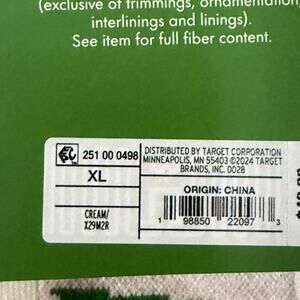 (exclusive of trimmings, ornamentation,
interlinings and linings).
See item for full fiber content.
251 00 0498
XL
CREAM/
X29M2R
DISTRIBUTED BY TARGET CORPORATION
MINNEAPOLIS, MN 55403 ©2024 TARGET
BRANDS, INC. 0028
ORIGIN: CHINA
1 98850 22097 3